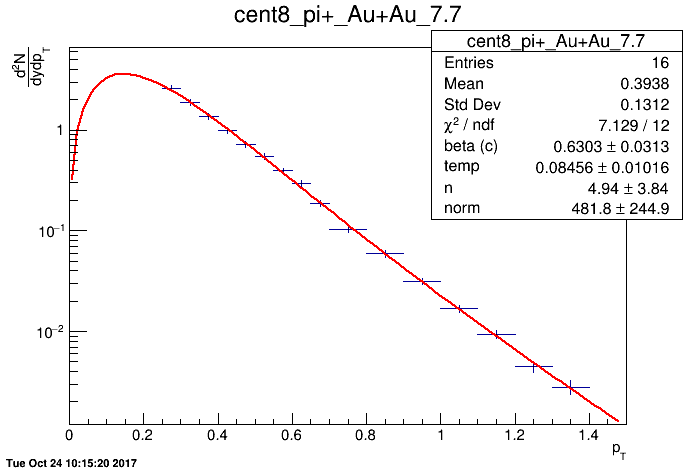 cent8_pi+_Au+Au_7.7
cent8_pi+_Au+Au_7.7
Entries 16
Mean 0.3938
Std Dev 0.1312
χ² / ndf 7.129 / 12
beta (c) 0.6303 ± 0.0313
temp 0.08456 ± 0.01016
n 4.94 ± 3.84
norm 481.8 ± 244.9
d²N
dydp_T
1
10⁻¹
10⁻²
0 0.2 0.4 0.6 0.8 1 1.2 1.4
p_T
Tue Oct 24 10:15:20 2017